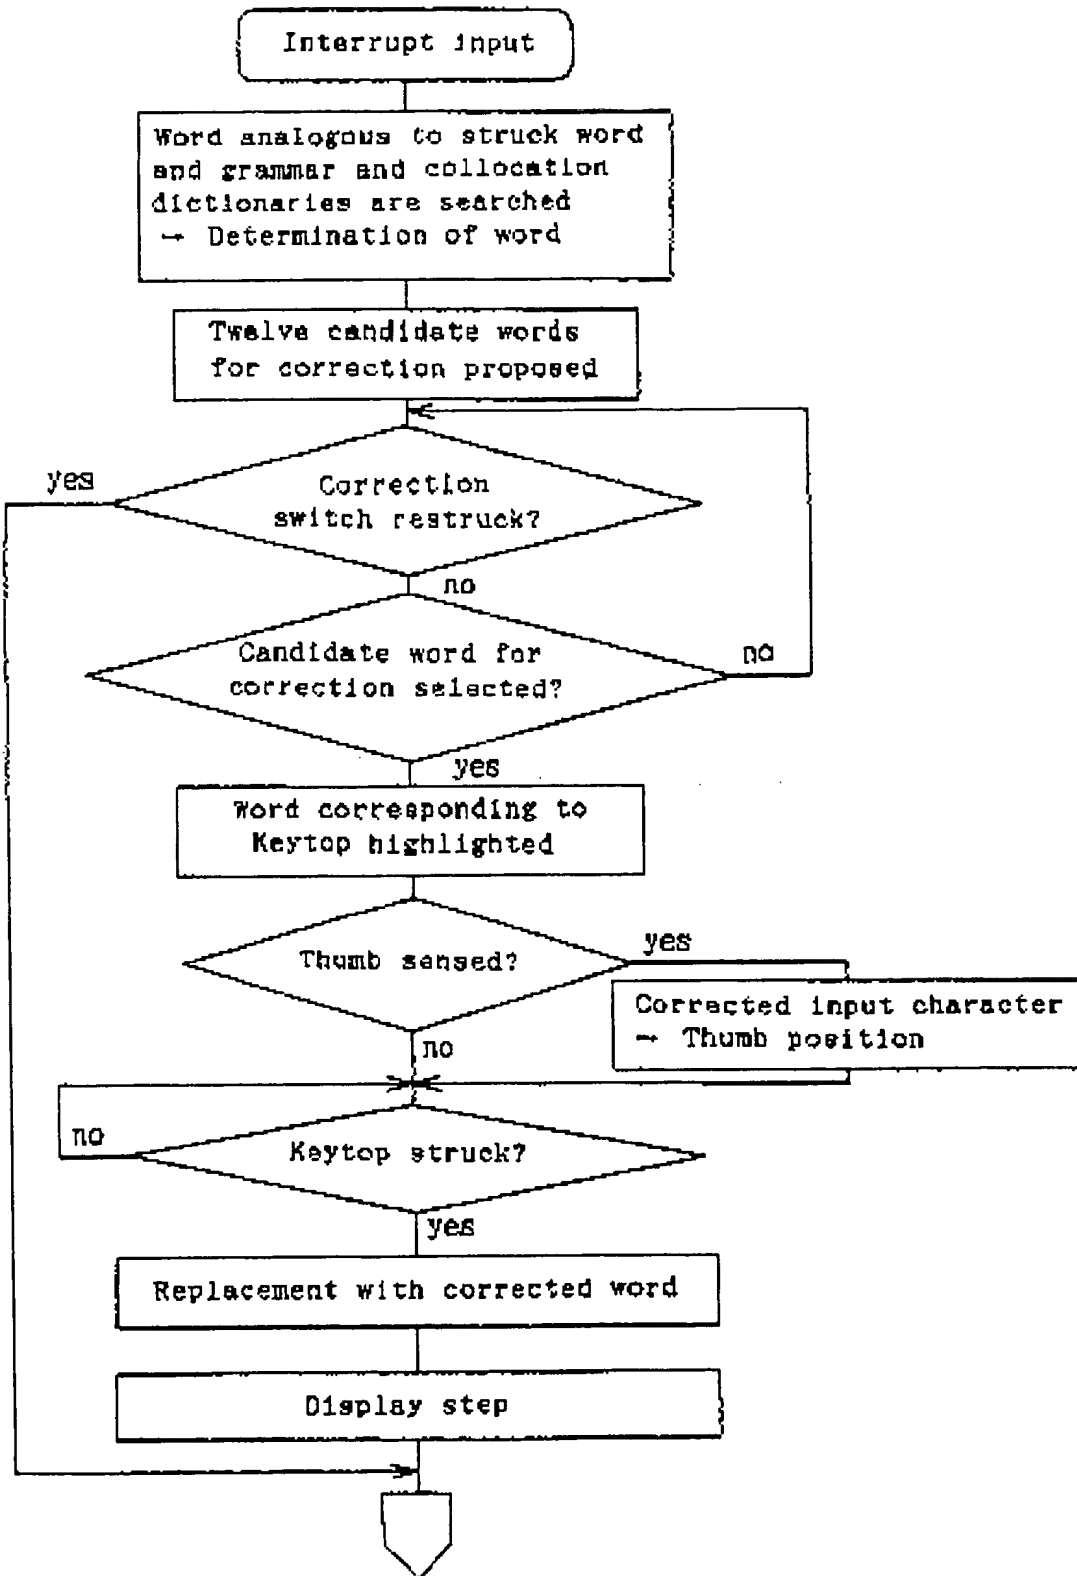 Interrupt input
Word analogous to struck word
and grammar and collocation
dictionaries are searched
→ Determination of word
Twelve candidate words
for correction proposed
yes
Correction
switch restruck?
no
Candidate word for
correction selected?
no
yes
Word corresponding to
Keytop highlighted
Thumb sensed?
yes
Corrected input character
→ Thumb position
no
no
Keytop struck?
yes
Replacement with corrected word
Display step